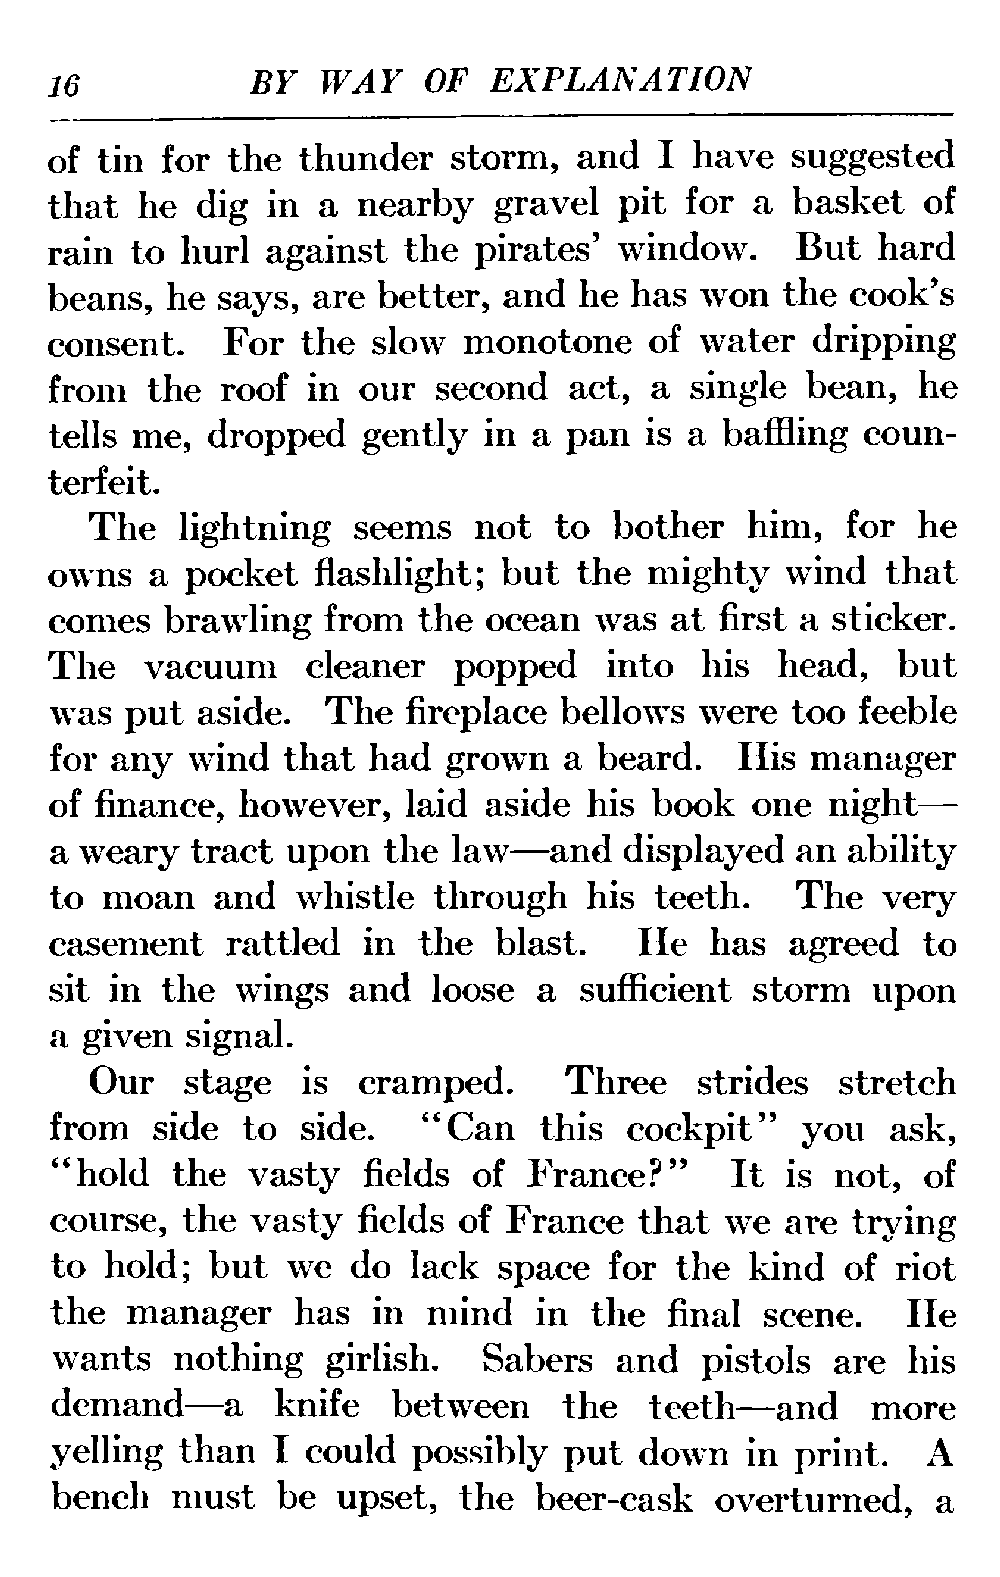 16 BY WAY OF EXPLANATION
of tin for the thunder storm, and I have suggested
that he dig in a nearby gravel pit for a basket of
rain to hurl against the pirates' window. But hard
beans, he says, are better, and he has won the cook's
consent. For the slow monotone of water dripping
from the roof in our second act, a single bean, he
tells me, dropped gently in a pan is a baffling coun-
terfeit.
The lightning seems not to bother him, for he
owns a pocket flashlight; but the mighty wind that
comes brawling from the ocean was at first a sticker.
The vacuum cleaner popped into his head, but
was put aside. The fireplace bellows were too feeble
for any wind that had grown a beard. His manager
of finance, however, laid aside his book one night—
a weary tract upon the law—and displayed an ability
to moan and whistle through his teeth. The very
casement rattled in the blast. He has agreed to
sit in the wings and loose a sufficient storm upon
a given signal.
Our stage is cramped. Three strides stretch
from side to side. "Can this cockpit" you ask,
"hold the vasty fields of France?" It is not, of
course, the vasty fields of France that we are trying
to hold; but we do lack space for the kind of riot
the manager has in mind in the final scene. He
wants nothing girlish. Sabers and pistols are his
demand—a knife between the teeth—and more
yelling than I could possibly put down in print. A
bench must be upset, the beer-cask overturned, a